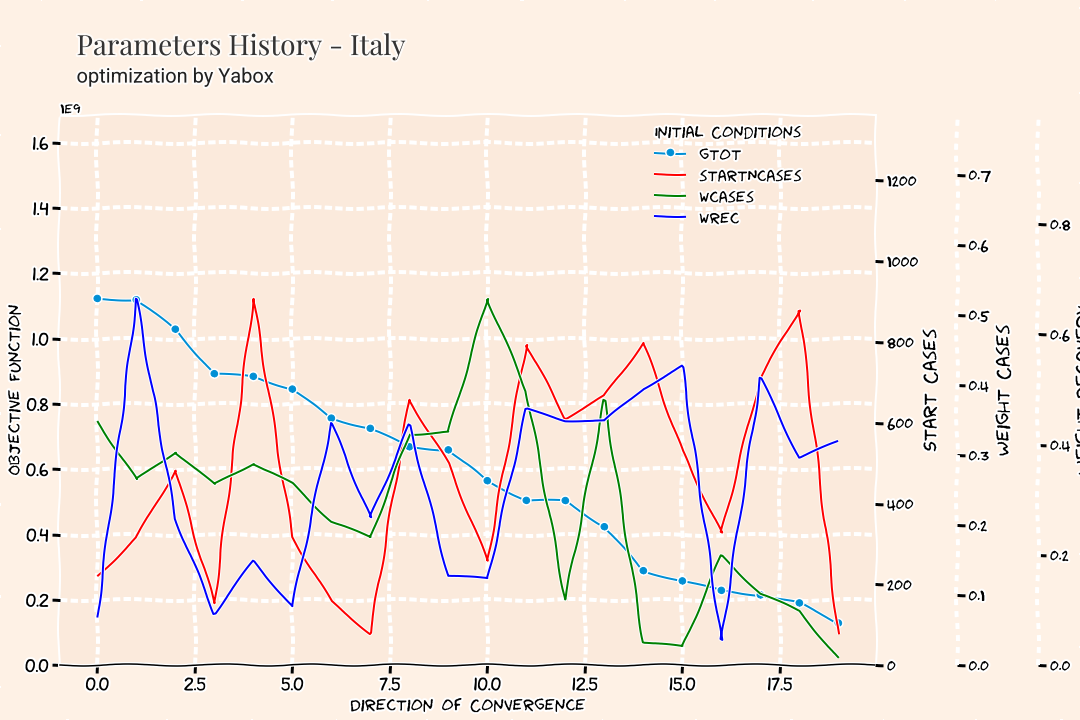 Parameters History - Italy
optimization by Yabox
1E9
INITIAL CONDITIONS
GTOT
STARTNCASES
WCASES
WREC
OBJECTIVE FUNCTION
1.6
1.4
1.2
1.0
0.8
0.6
0.4
0.2
0.0
0.0 2.5 5.0 7.5 10.0 12.5 15.0 17.5
DIRECTION OF CONVERGENCE
1200
1000
800
600
400
200
0
START CASES
0.7
0.6
0.5
0.4
0.3
0.2
0.1
0.0
WEIGHT CASES
0.8
0.6
0.4
0.2
0.0